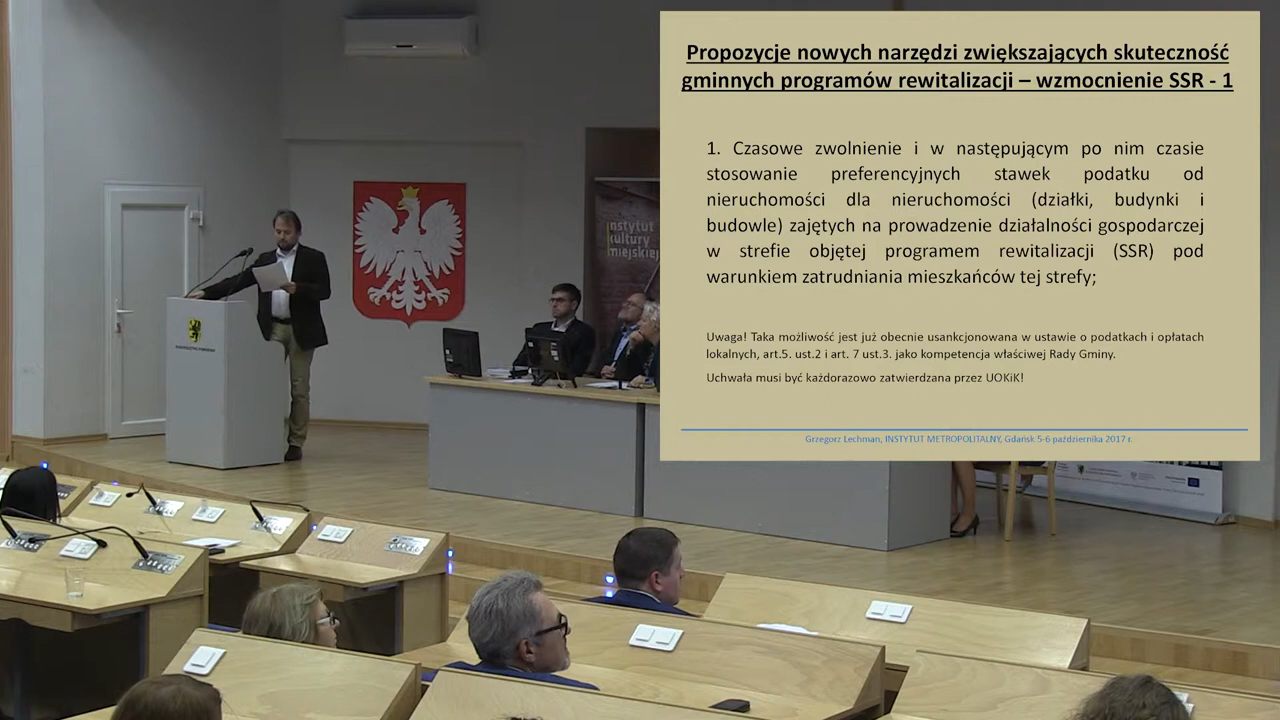 Propozycje nowych narzędzi zwiększających skuteczność
gminnych programów rewitalizacji – wzmocnienie SSR - 1
1. Czasowe zwolnienie i w następującym po nim czasie
stosowanie preferencyjnych stawek podatku od
nieruchomości dla nieruchomości (działki, budynki i
budowle) zajętych na prowadzenie działalności gospodarczej
w strefie objętej programem rewitalizacji (SSR) pod
warunkiem zatrudniania mieszkańców tej strefy;
Uwaga! Taka możliwość jest już obecnie usankcjonowana w ustawie o podatkach i opłatach
lokalnych, art.5. ust.2 i art. 7 ust.3. jako kompetencja właściwej Rady Gminy.
Uchwała musi być każdorazowo zatwierdzana przez UOKiK!
Grzegorz Lechman, INSTYTUT METROPOLITALNY, Gdańsk 5-6 października 2017 r.
instytut
kultury
miejskiej